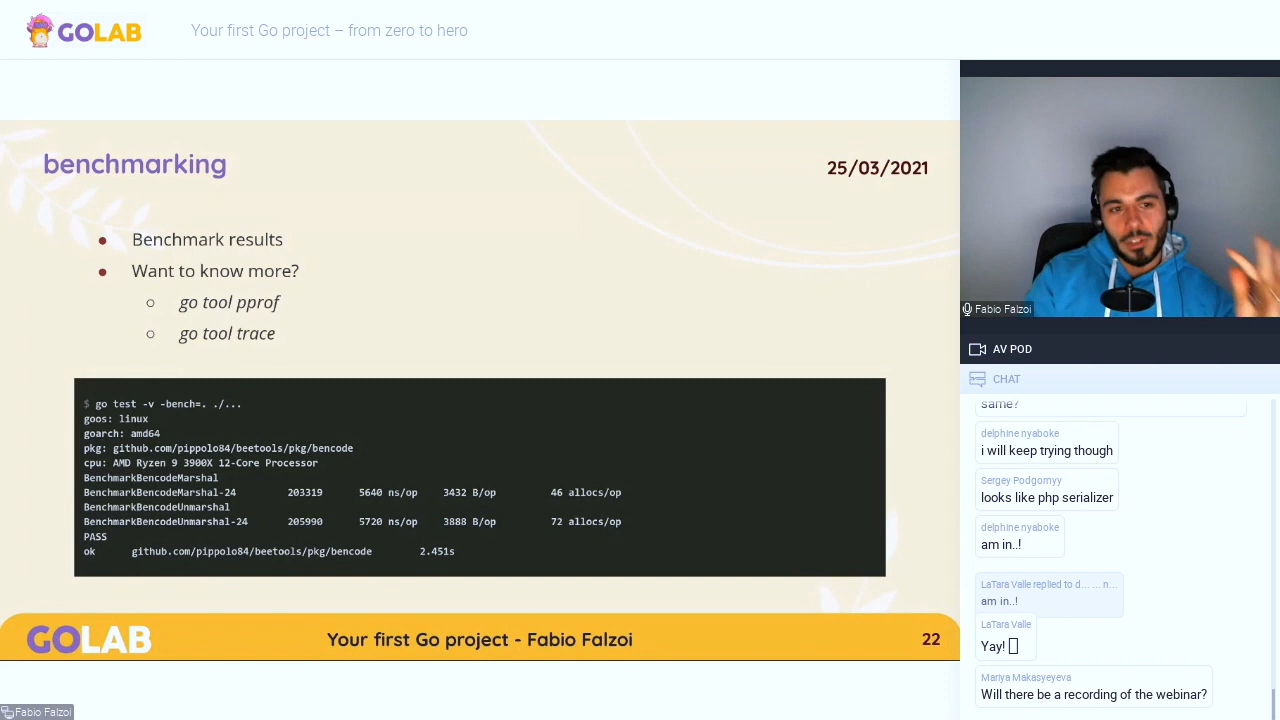 GOLAB
Your first Go project – from zero to hero
benchmarking
25/03/2021
● Benchmark results
● Want to know more?
○ go tool pprof
○ go tool trace
$ go test -v -bench=. ./...
goos: linux
goarch: amd64
pkg: github.com/pippolo84/beetools/pkg/bencode
cpu: AMD Ryzen 9 3900X 12-Core Processor
BenchmarkBencodeMarshal
BenchmarkBencodeMarshal-24 203319 5640 ns/op 3432 B/op 46 allocs/op
BenchmarkBencodeUnmarshal
BenchmarkBencodeUnmarshal-24 205990 5720 ns/op 3888 B/op 72 allocs/op
PASS
ok github.com/pippolo84/beetools/pkg/bencode 2.451s
GOLAB
Your first Go project - Fabio Falzoi
22
Fabio Falzoi
Fabio Falzoi
AV POD
CHAT
same?
delphine nyaboke
i will keep trying though
Sergey Podgornyy
looks like php serializer
delphine nyaboke
am in..!
LaTara Valle replied to d... ... n...
am in..!
LaTara Valle
Yay!
Mariya Makasyeyeva
Will there be a recording of the webinar?